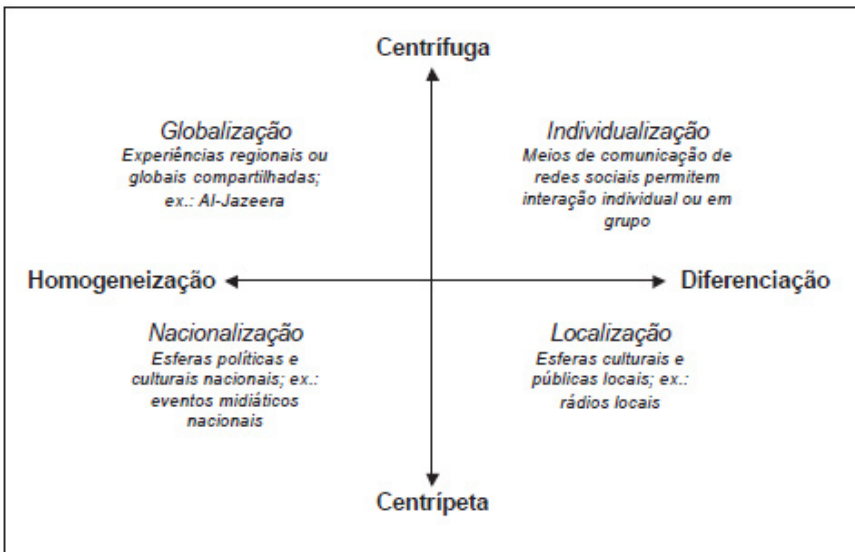 Centrífuga
Globalização
Experiências regionais ou
globais compartilhadas;
ex.: Al-Jazeera
Individualização
Meios de comunicação de
redes sociais permitem
interação individual ou em
grupo
Homogeneização
Diferenciação
Nacionalização
Esferas políticas e
culturais nacionais; ex.:
eventos midiáticos
nacionais
Localização
Esferas culturais e
públicas locais; ex.:
rádios locais
Centrípeta